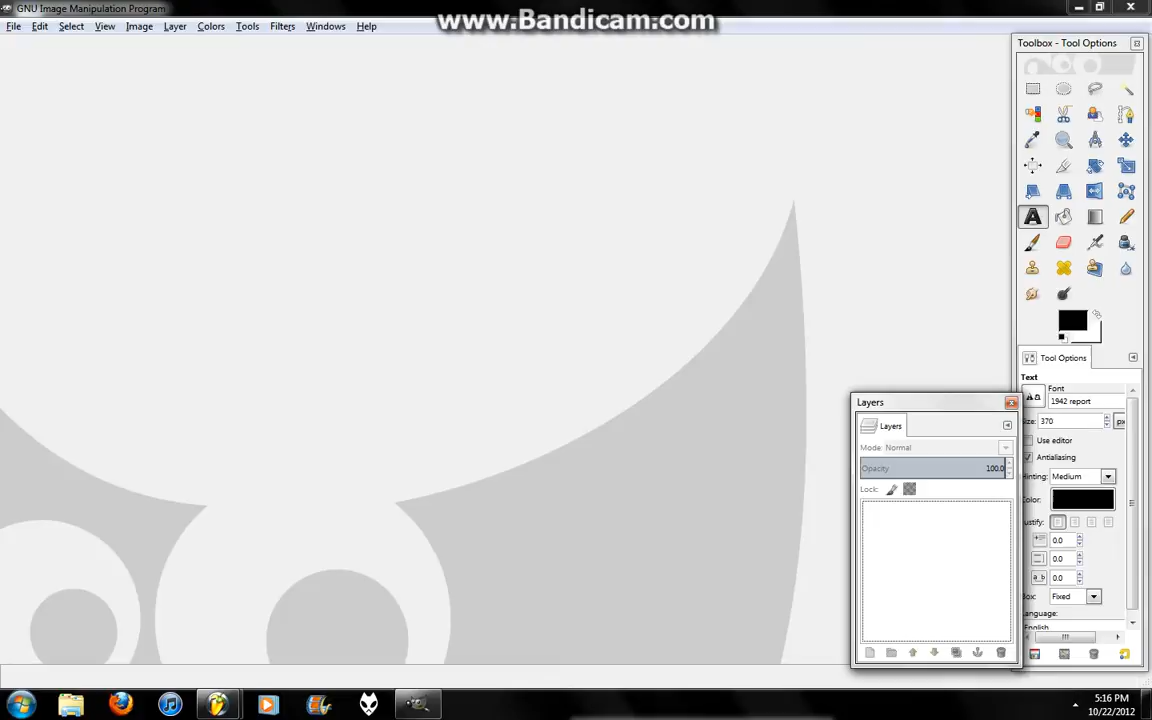 GNU Image Manipulation Program
www.Bandicam.com
File Edit Select View Image Layer Colors Tools Filters Windows Help
Toolbox - Tool Options
Tool Options
Text
Font
1942 report
Size: 370 px
Use editor
Antialiasing
Hinting: Medium
Color:
Justify:
0.0
0.0
0.0
Box: Fixed
Language:
English
Layers
Layers
Mode: Normal
Opacity 100.0
Lock:
5:16 PM
10/22/2012